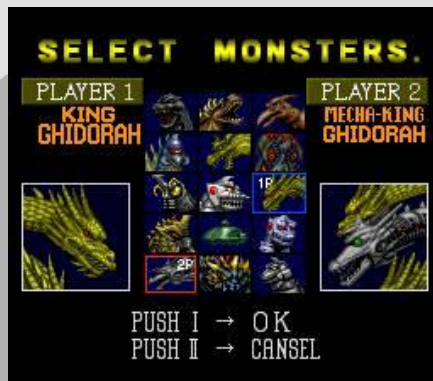 SELECT MONSTERS.
PLAYER 1
KING
GHIDORAH
PLAYER 2
MECHA-KING
GHIDORAH
1P
2P
PUSH I → OK
PUSH II → CANSEL